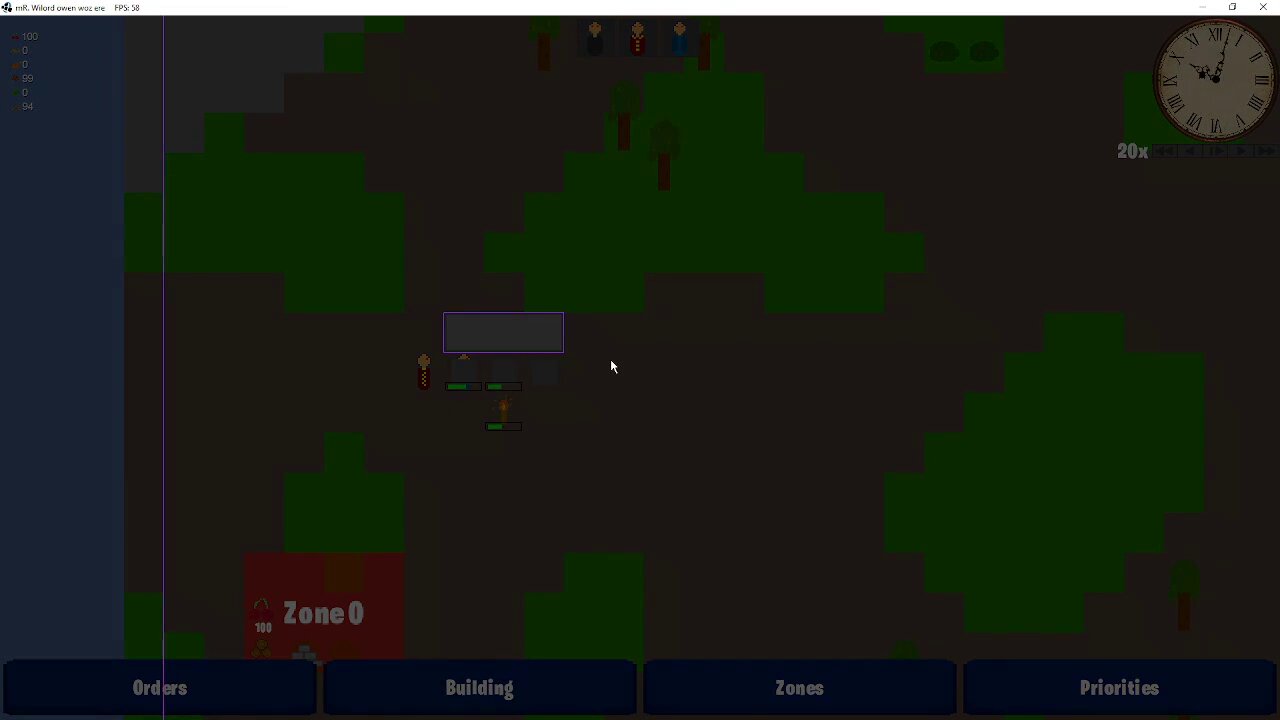 mR. Wilord owen woz ere FPS: 58
100
0
0
99
0
94
XII
20x
Zone 0
100
Orders Building Zones Priorities